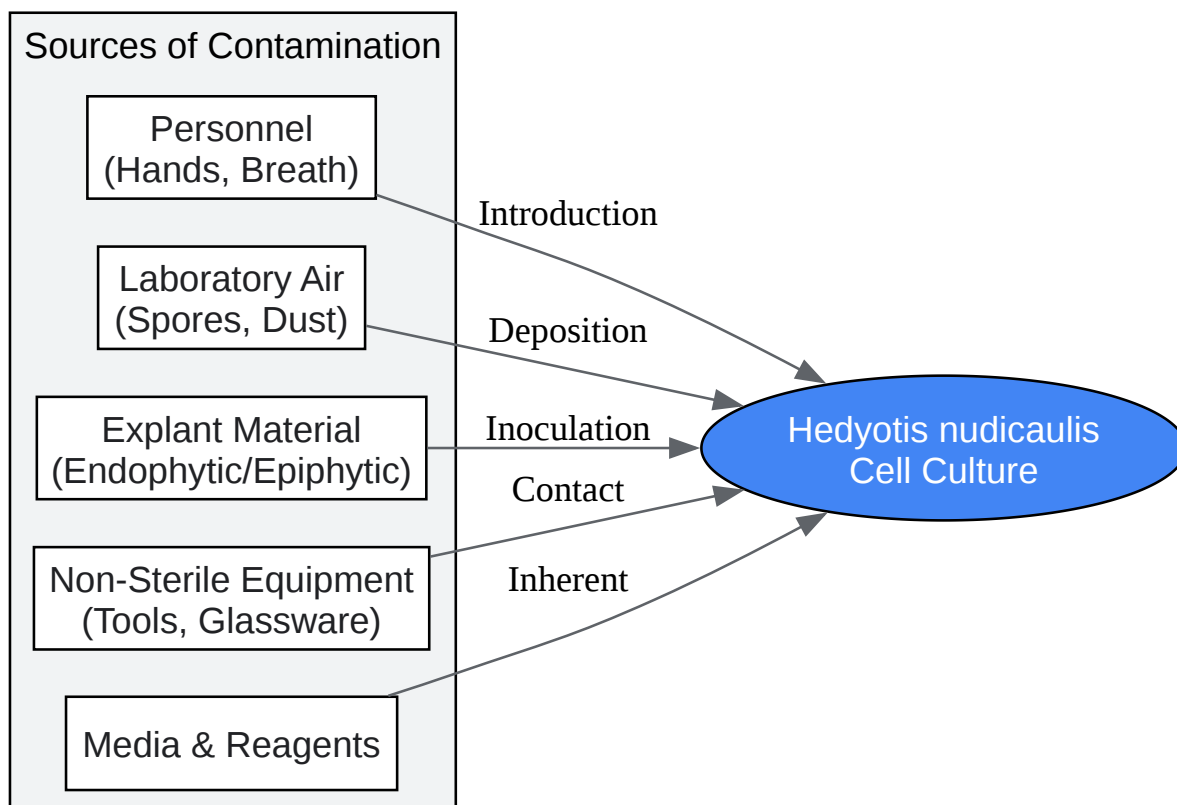 Sources of Contamination
Personnel
(Hands, Breath)
Introduction
Laboratory Air
(Spores, Dust)
Deposition
Explant Material
(Endophytic/Epiphytic)
Inoculation
Hedyotis nudicaulis
Cell Culture
Contact
Non-Sterile Equipment
(Tools, Glassware)
Inherent
Media & Reagents